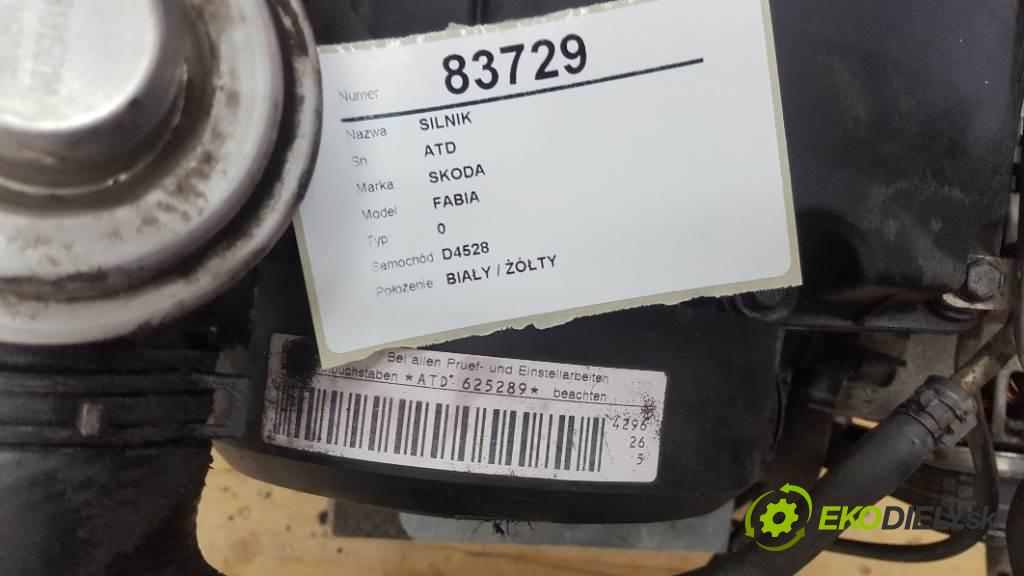 Numer 83729
Nazwa SILNIK
Sn ATD
Marka SKODA
Model FABIA
Typ 0
Samochód D4528
Położenie BIAŁY / ŻÓŁTY
Bei allen Pruef- und Einstellarbeiten
*ATD* 625289* beachten
4296
26
5
EKODIELY.sk